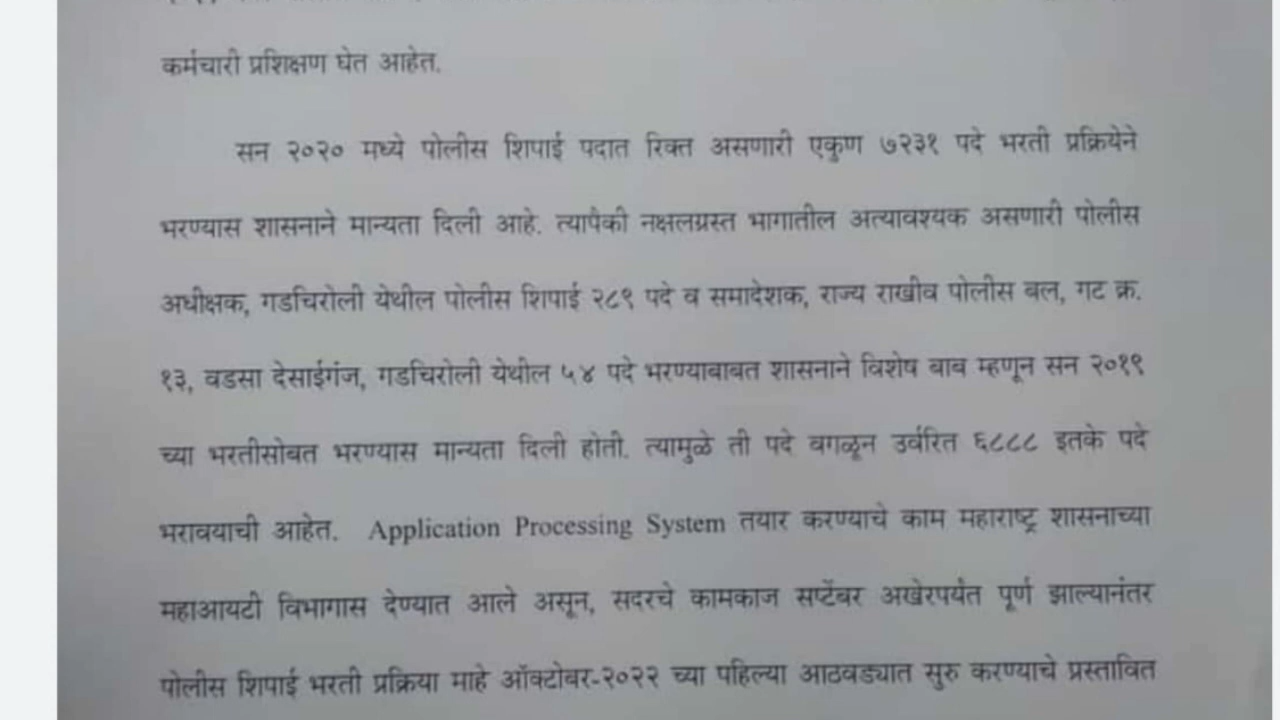 कर्मचारी प्रशिक्षण घेत आहेत.
सन २०२० मध्ये पोलीस शिपाई पदात रिक्त असणारी एकुण ७२३१ पदे भरती प्रक्रियेने
भरण्यास शासनाने मान्यता दिली आहे. त्यापैकी नक्षलग्रस्त भागातील अत्यावश्यक असणारी पोलीस
अधीक्षक, गडचिरोली येथील पोलीस शिपाई २८९ पदे व समादेशक, राज्य राखीव पोलीस बल, गट क्र.
१३, वडसा देसाईगंज, गडचिरोली येथील ५४ पदे भरण्याबाबत शासनाने विशेष बाब म्हणून सन २०१९
च्या भरतीसोबत भरण्यास मान्यता दिली होती. त्यामुळे ती पदे वगळून उर्वरित ६८८८ इतके पदे
भरावयाची आहेत. Application Processing System तयार करण्याचे काम महाराष्ट्र शासनाच्या
महाआयटी विभागास देण्यात आले असून, सदरचे कामकाज सप्टेंबर अखेरपर्यंत पूर्ण झाल्यानंतर
पोलीस शिपाई भरती प्रक्रिया माहे ऑक्टोबर-२०२२ च्या पहिल्या आठवड्यात सुरु करण्याचे प्रस्तावित